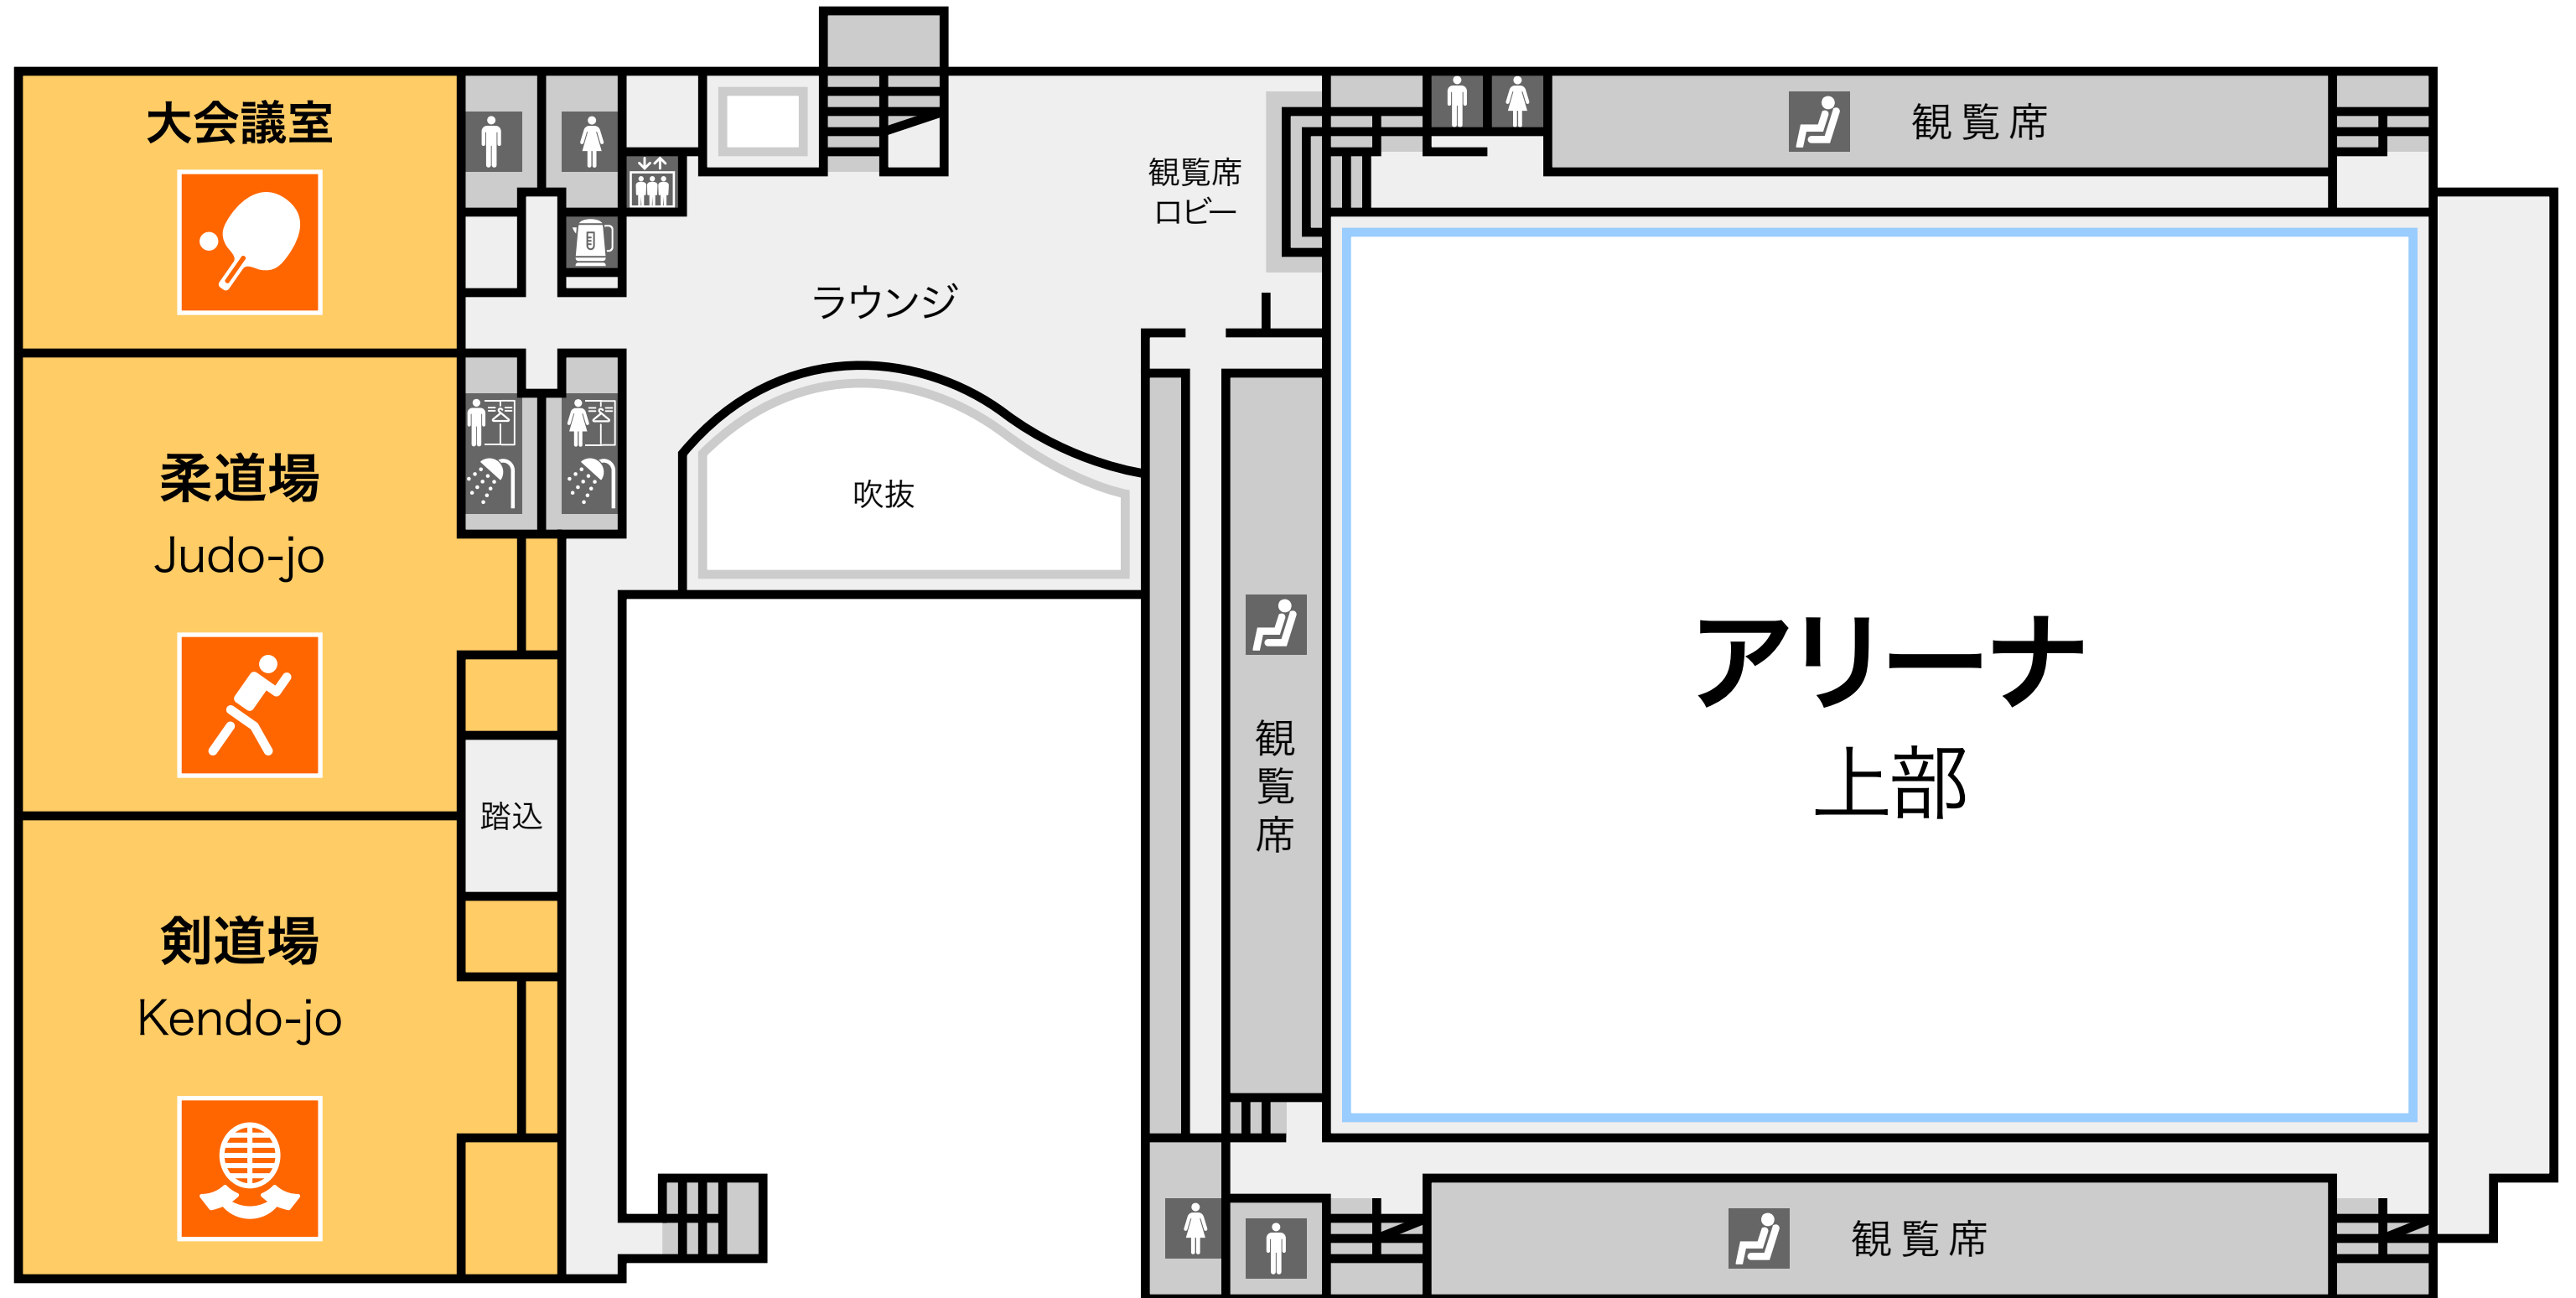 大会議室
柔道場
Judo-jo
剣道場
Kendo-jo
踏込
ラウンジ
吹抜
観覧席
ロビー
観覧席
観覧席
アリーナ
上部
観覧席